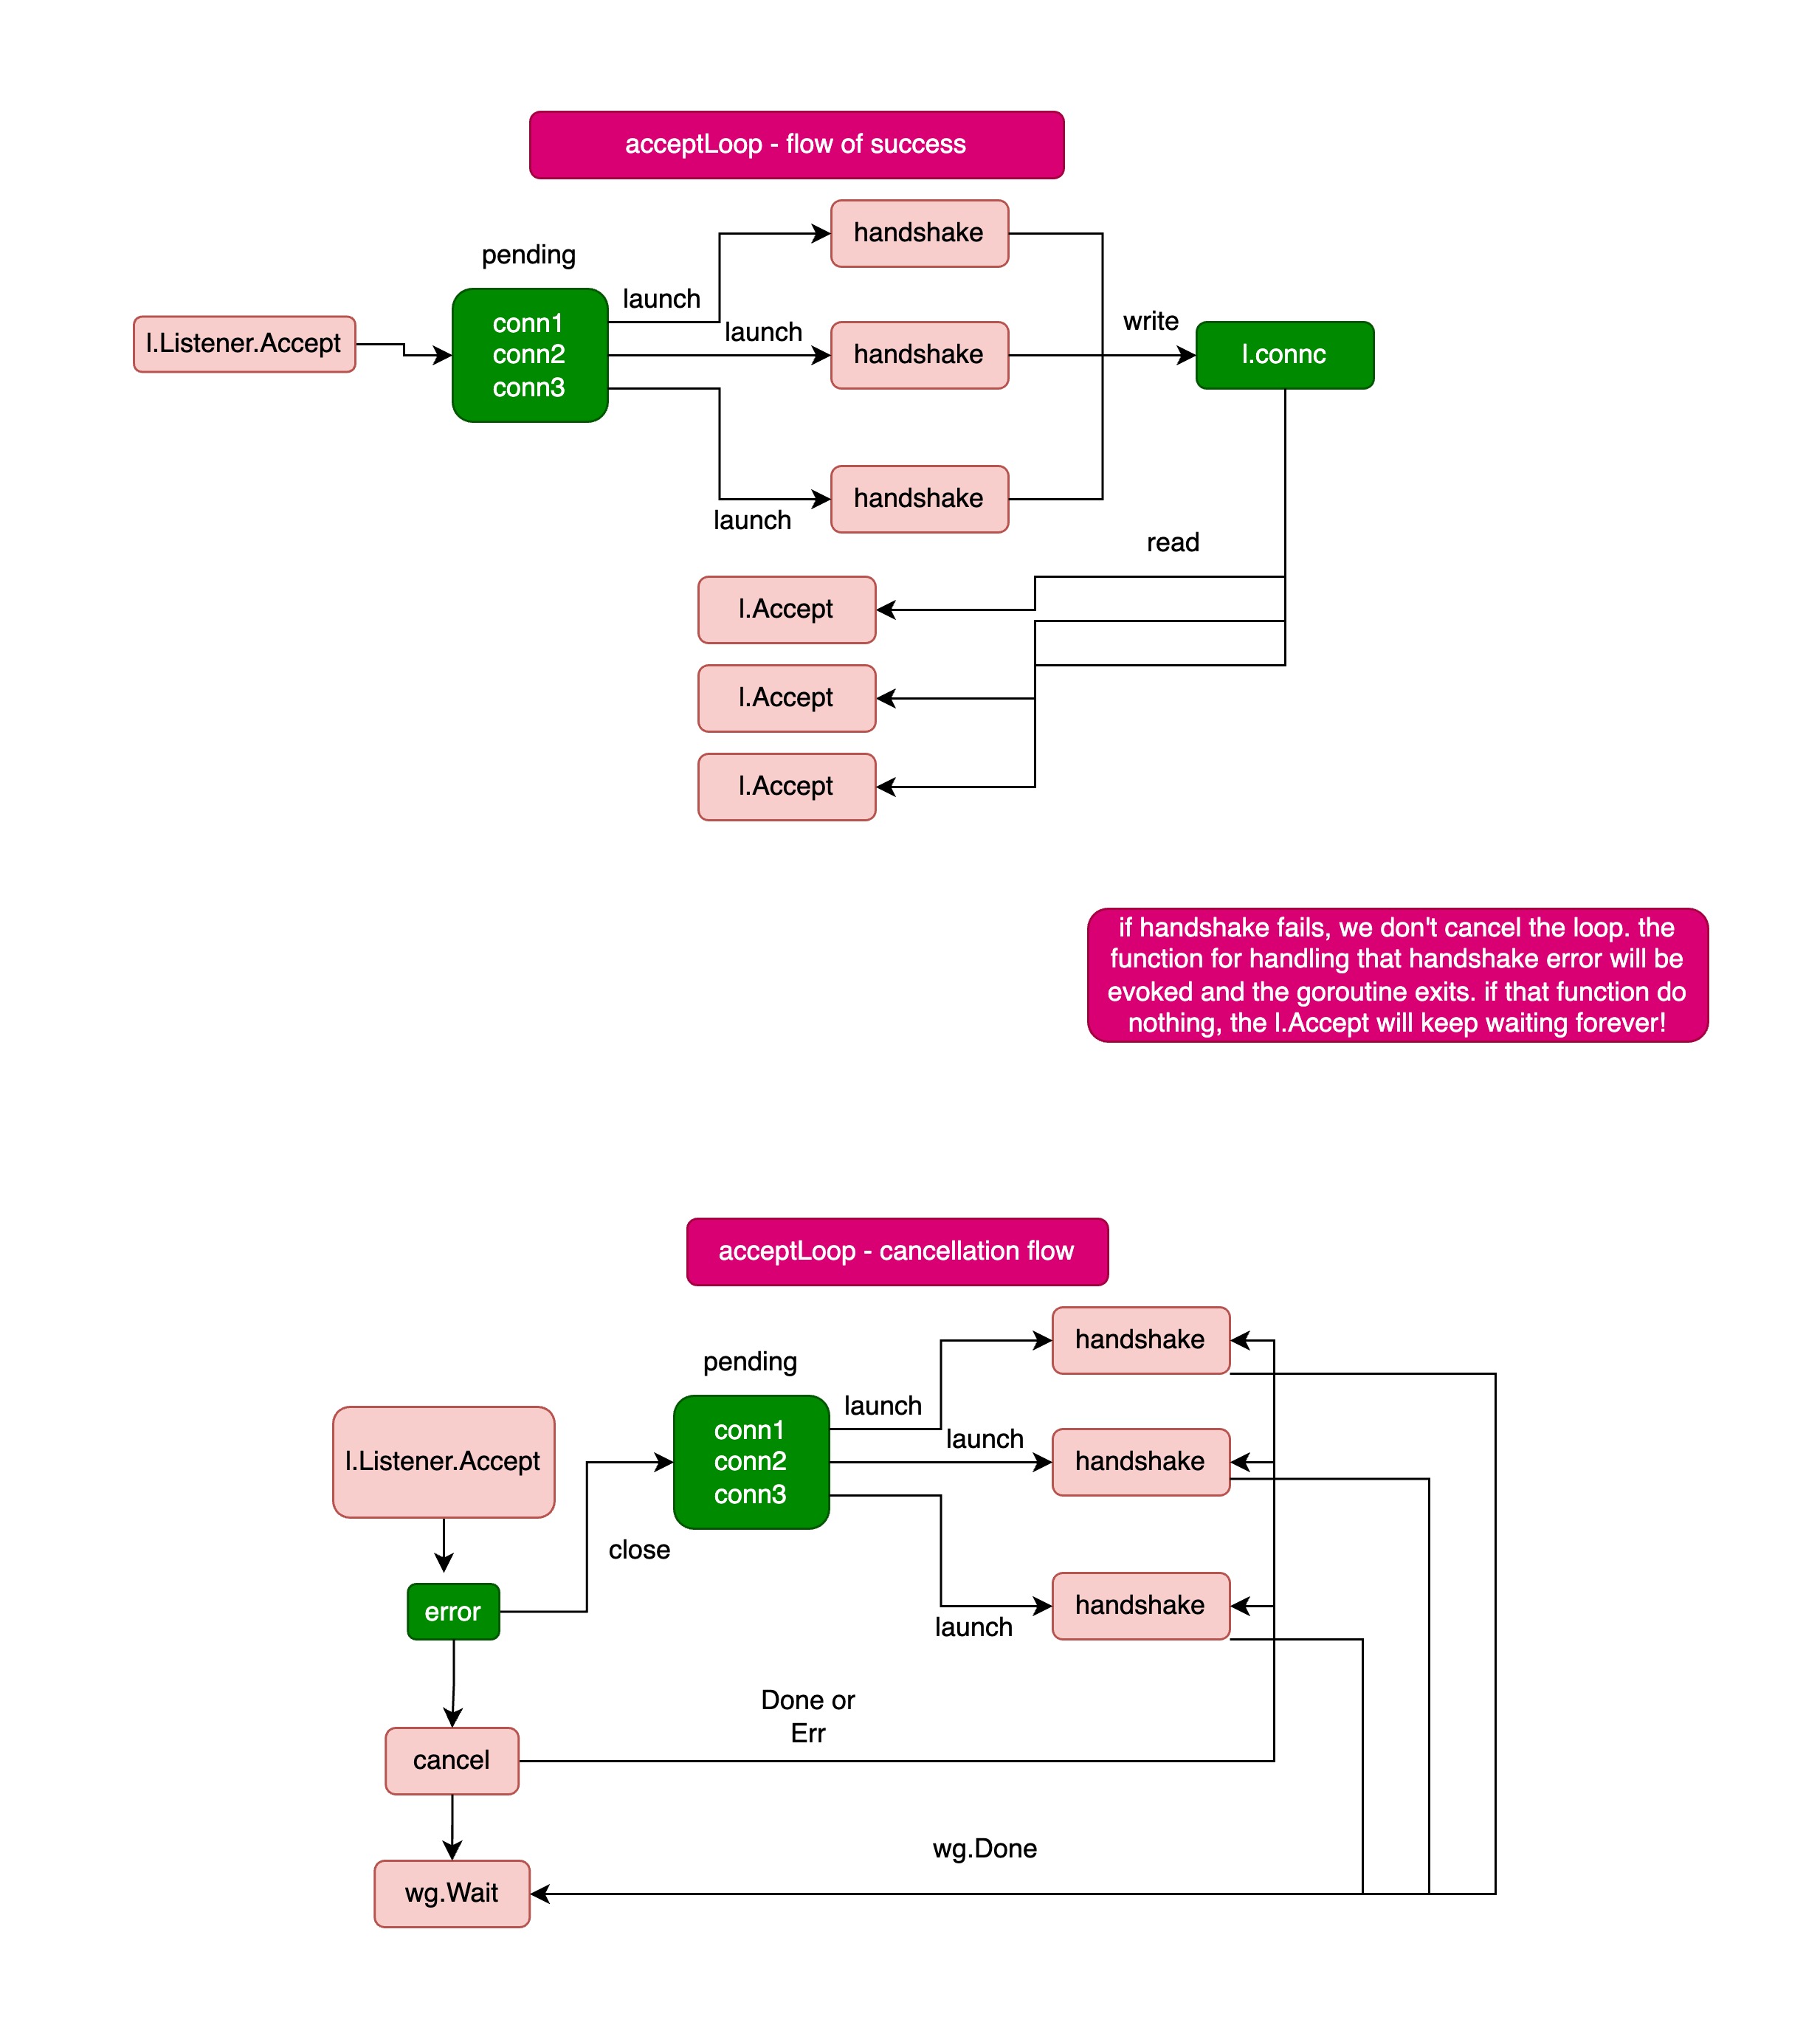 acceptLoop - flow of success
handshake
pending
launch
conn1
conn2
conn3
l.Listener.Accept
launch
handshake
write
l.connc
handshake
launch
read
l.Accept
l.Accept
l.Accept
if handshake fails, we don't cancel the loop. the
function for handling that handshake error will be
evoked and the goroutine exits. if that function do
nothing, the l.Accept will keep waiting forever!
acceptLoop - cancellation flow
handshake
pending
launch
conn1
conn2
conn3
l.Listener.Accept
launch
handshake
close
error
handshake
launch
Done or
Err
cancel
wg.Done
wg.Wait